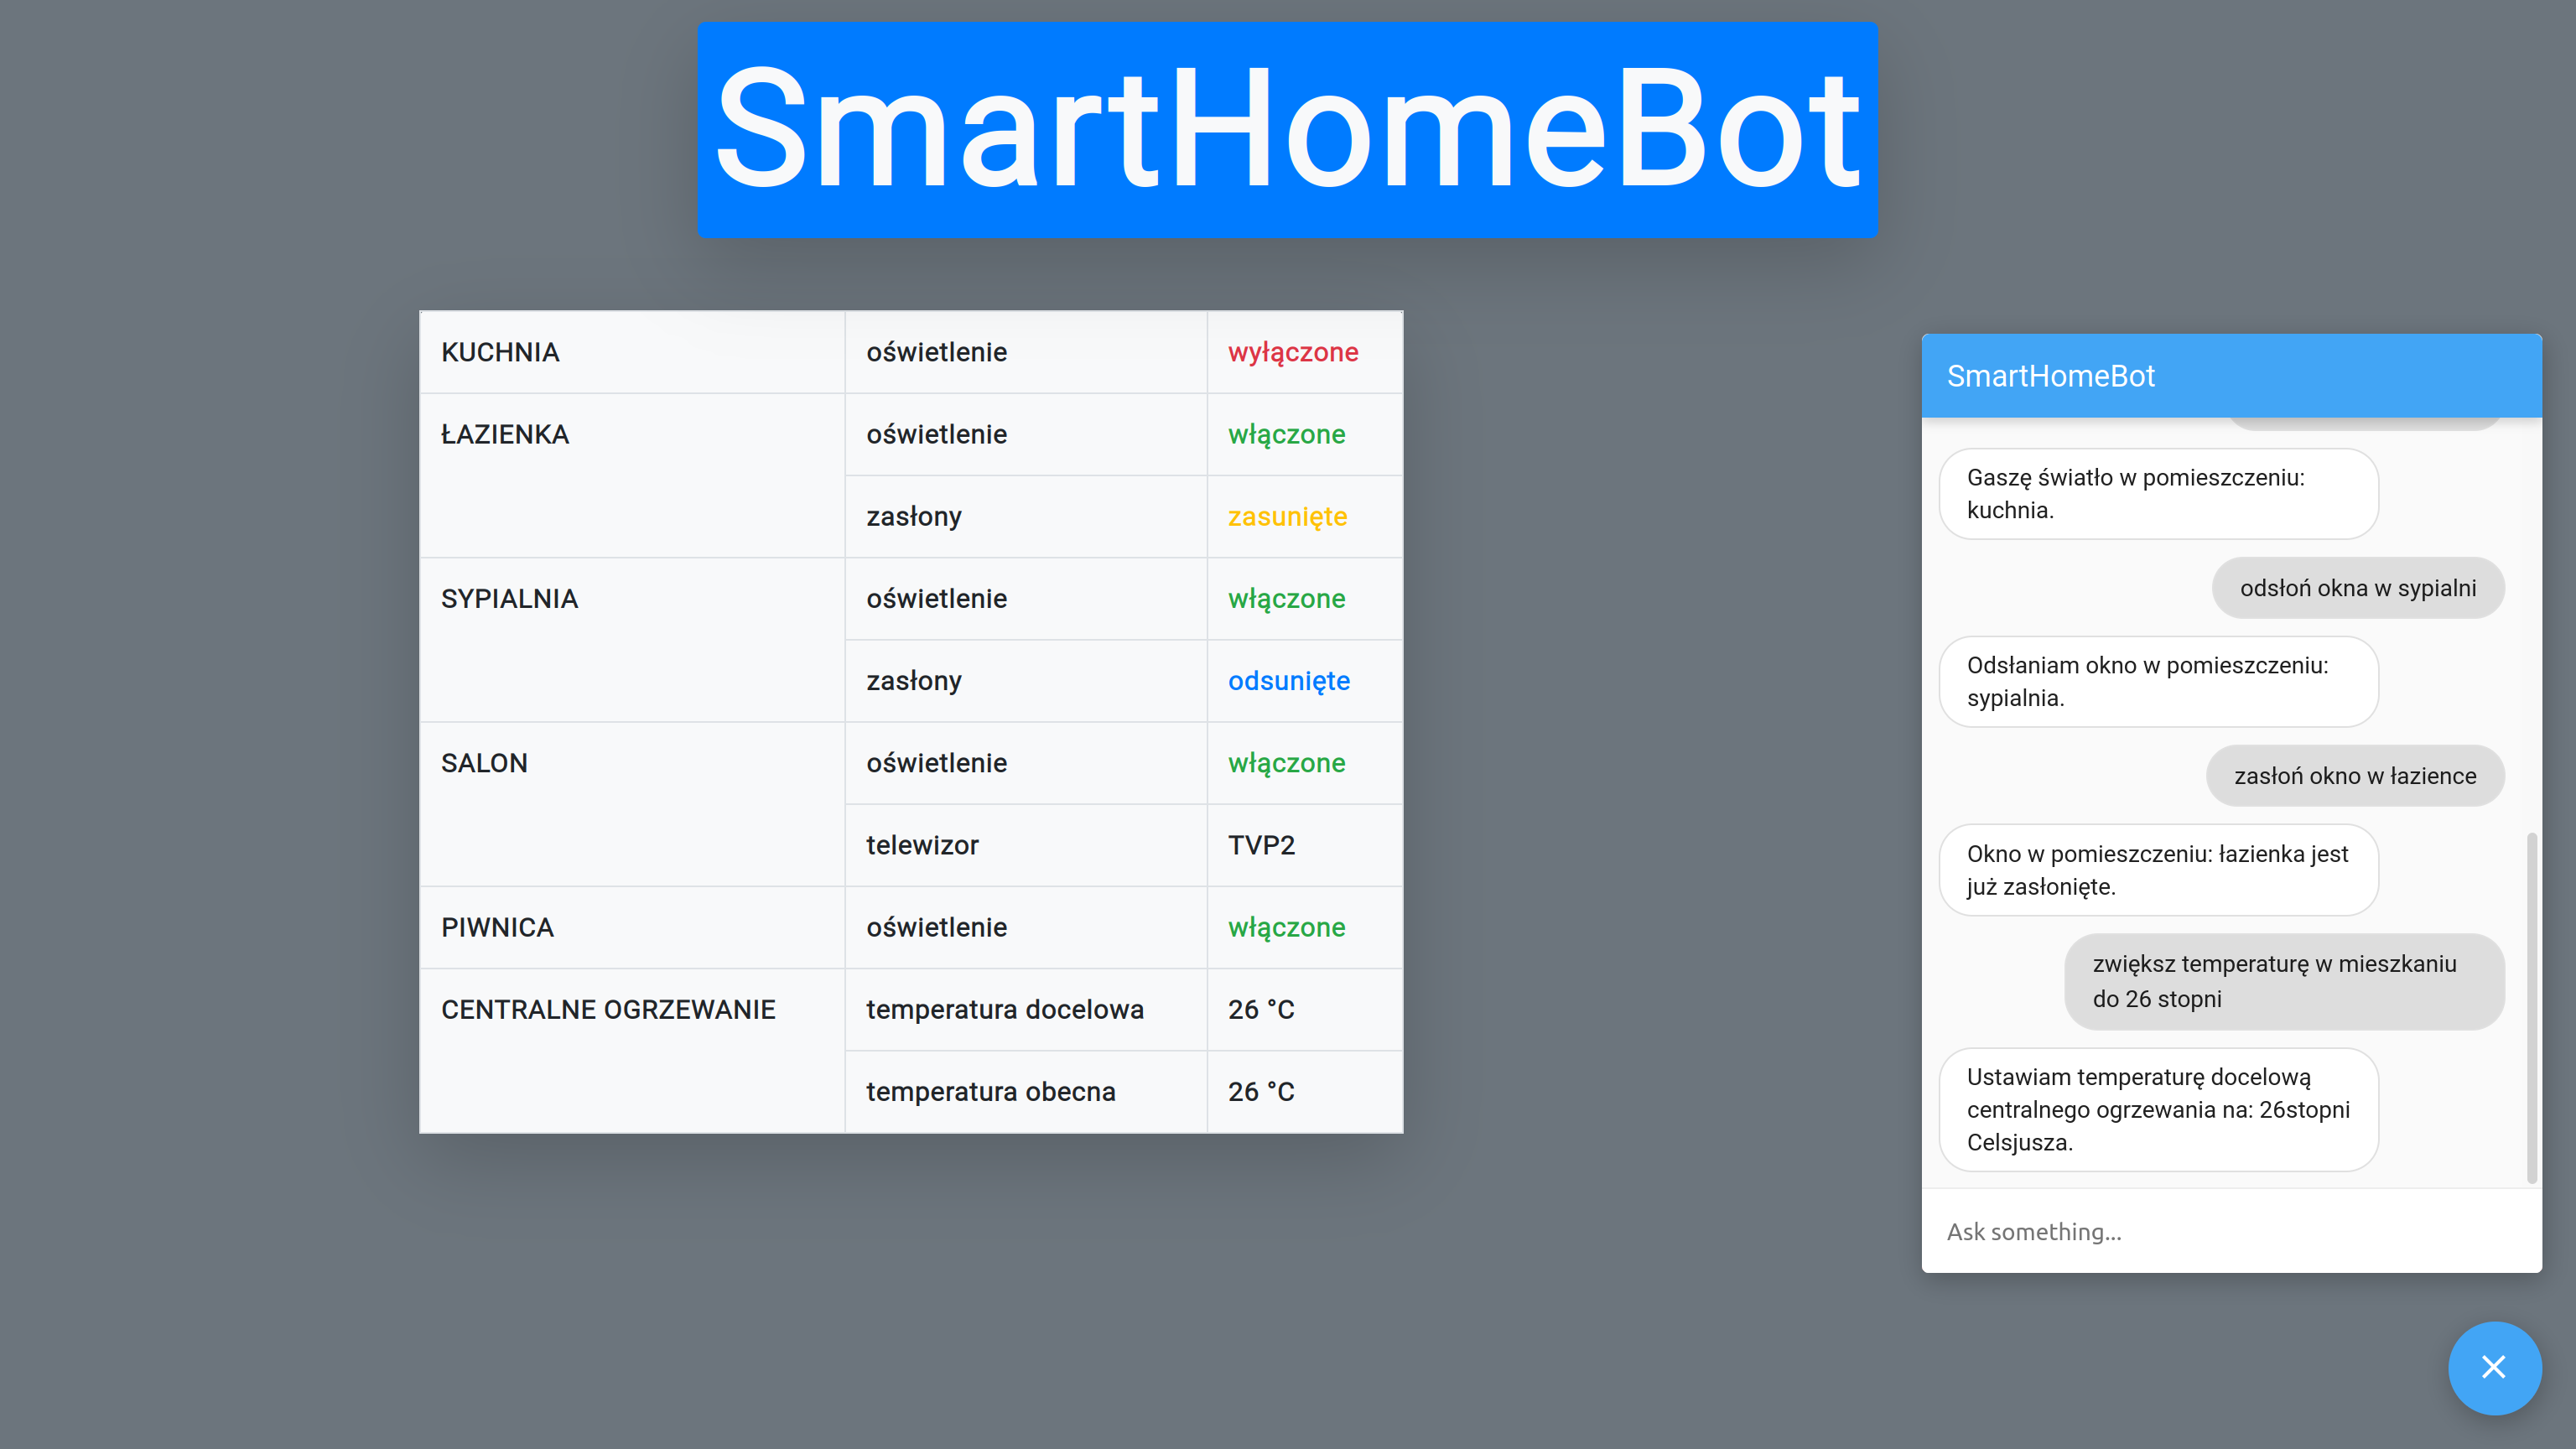 SmartHomeBot
KUCHNIA oświetlenie wyłączone
ŁAZIENKA oświetlenie włączone
zasłony zasunięte
SYPIALNIA oświetlenie włączone
zasłony odsunięte
SALON oświetlenie włączone
telewizor TVP2
PIWNICA oświetlenie włączone
CENTRALNE OGRZEWANIE temperatura docelowa 26 °C
temperatura obecna 26 °C
SmartHomeBot
Gaszę światło w pomieszczeniu:
kuchnia.
odsłoń okna w sypialni
Odsłaniam okno w pomieszczeniu:
sypialnia.
zasłoń okno w łazience
Okno w pomieszczeniu: łazienka jest
już zasłonięte.
zwiększ temperaturę w mieszkaniu
do 26 stopni
Ustawiam temperaturę docelową
centralnego ogrzewania na: 26stopni
Celsjusza.
Ask something...